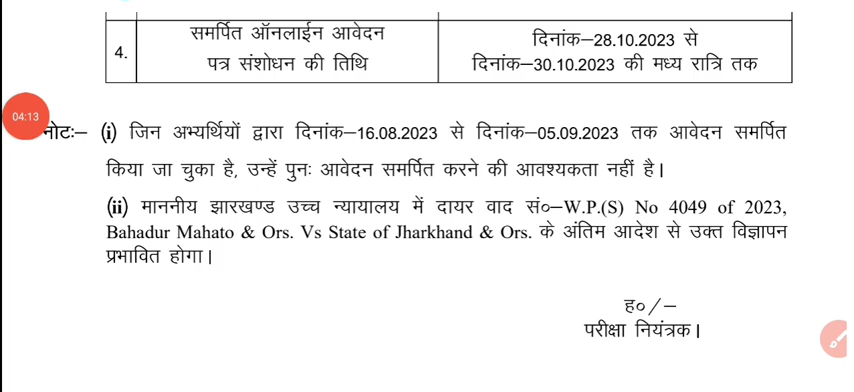 4. समर्पित ऑनलाईन आवेदन पत्र संशोधन की तिथि
दिनांक–28.10.2023 से
दिनांक–30.10.2023 की मध्य रात्रि तक
04:13
नोटः– (i) जिन अभ्यर्थियों द्वारा दिनांक–16.08.2023 से दिनांक–05.09.2023 तक आवेदन समर्पित
किया जा चुका है, उन्हें पुनः आवेदन समर्पित करने की आवश्यकता नहीं है।
(ii) माननीय झारखण्ड उच्च न्यायालय में दायर वाद सं०–W.P.(S) No 4049 of 2023,
Bahadur Mahato & Ors. Vs State of Jharkhand & Ors. के अंतिम आदेश से उक्त विज्ञापन
प्रभावित होगा।
ह०/–
परीक्षा नियंत्रक।